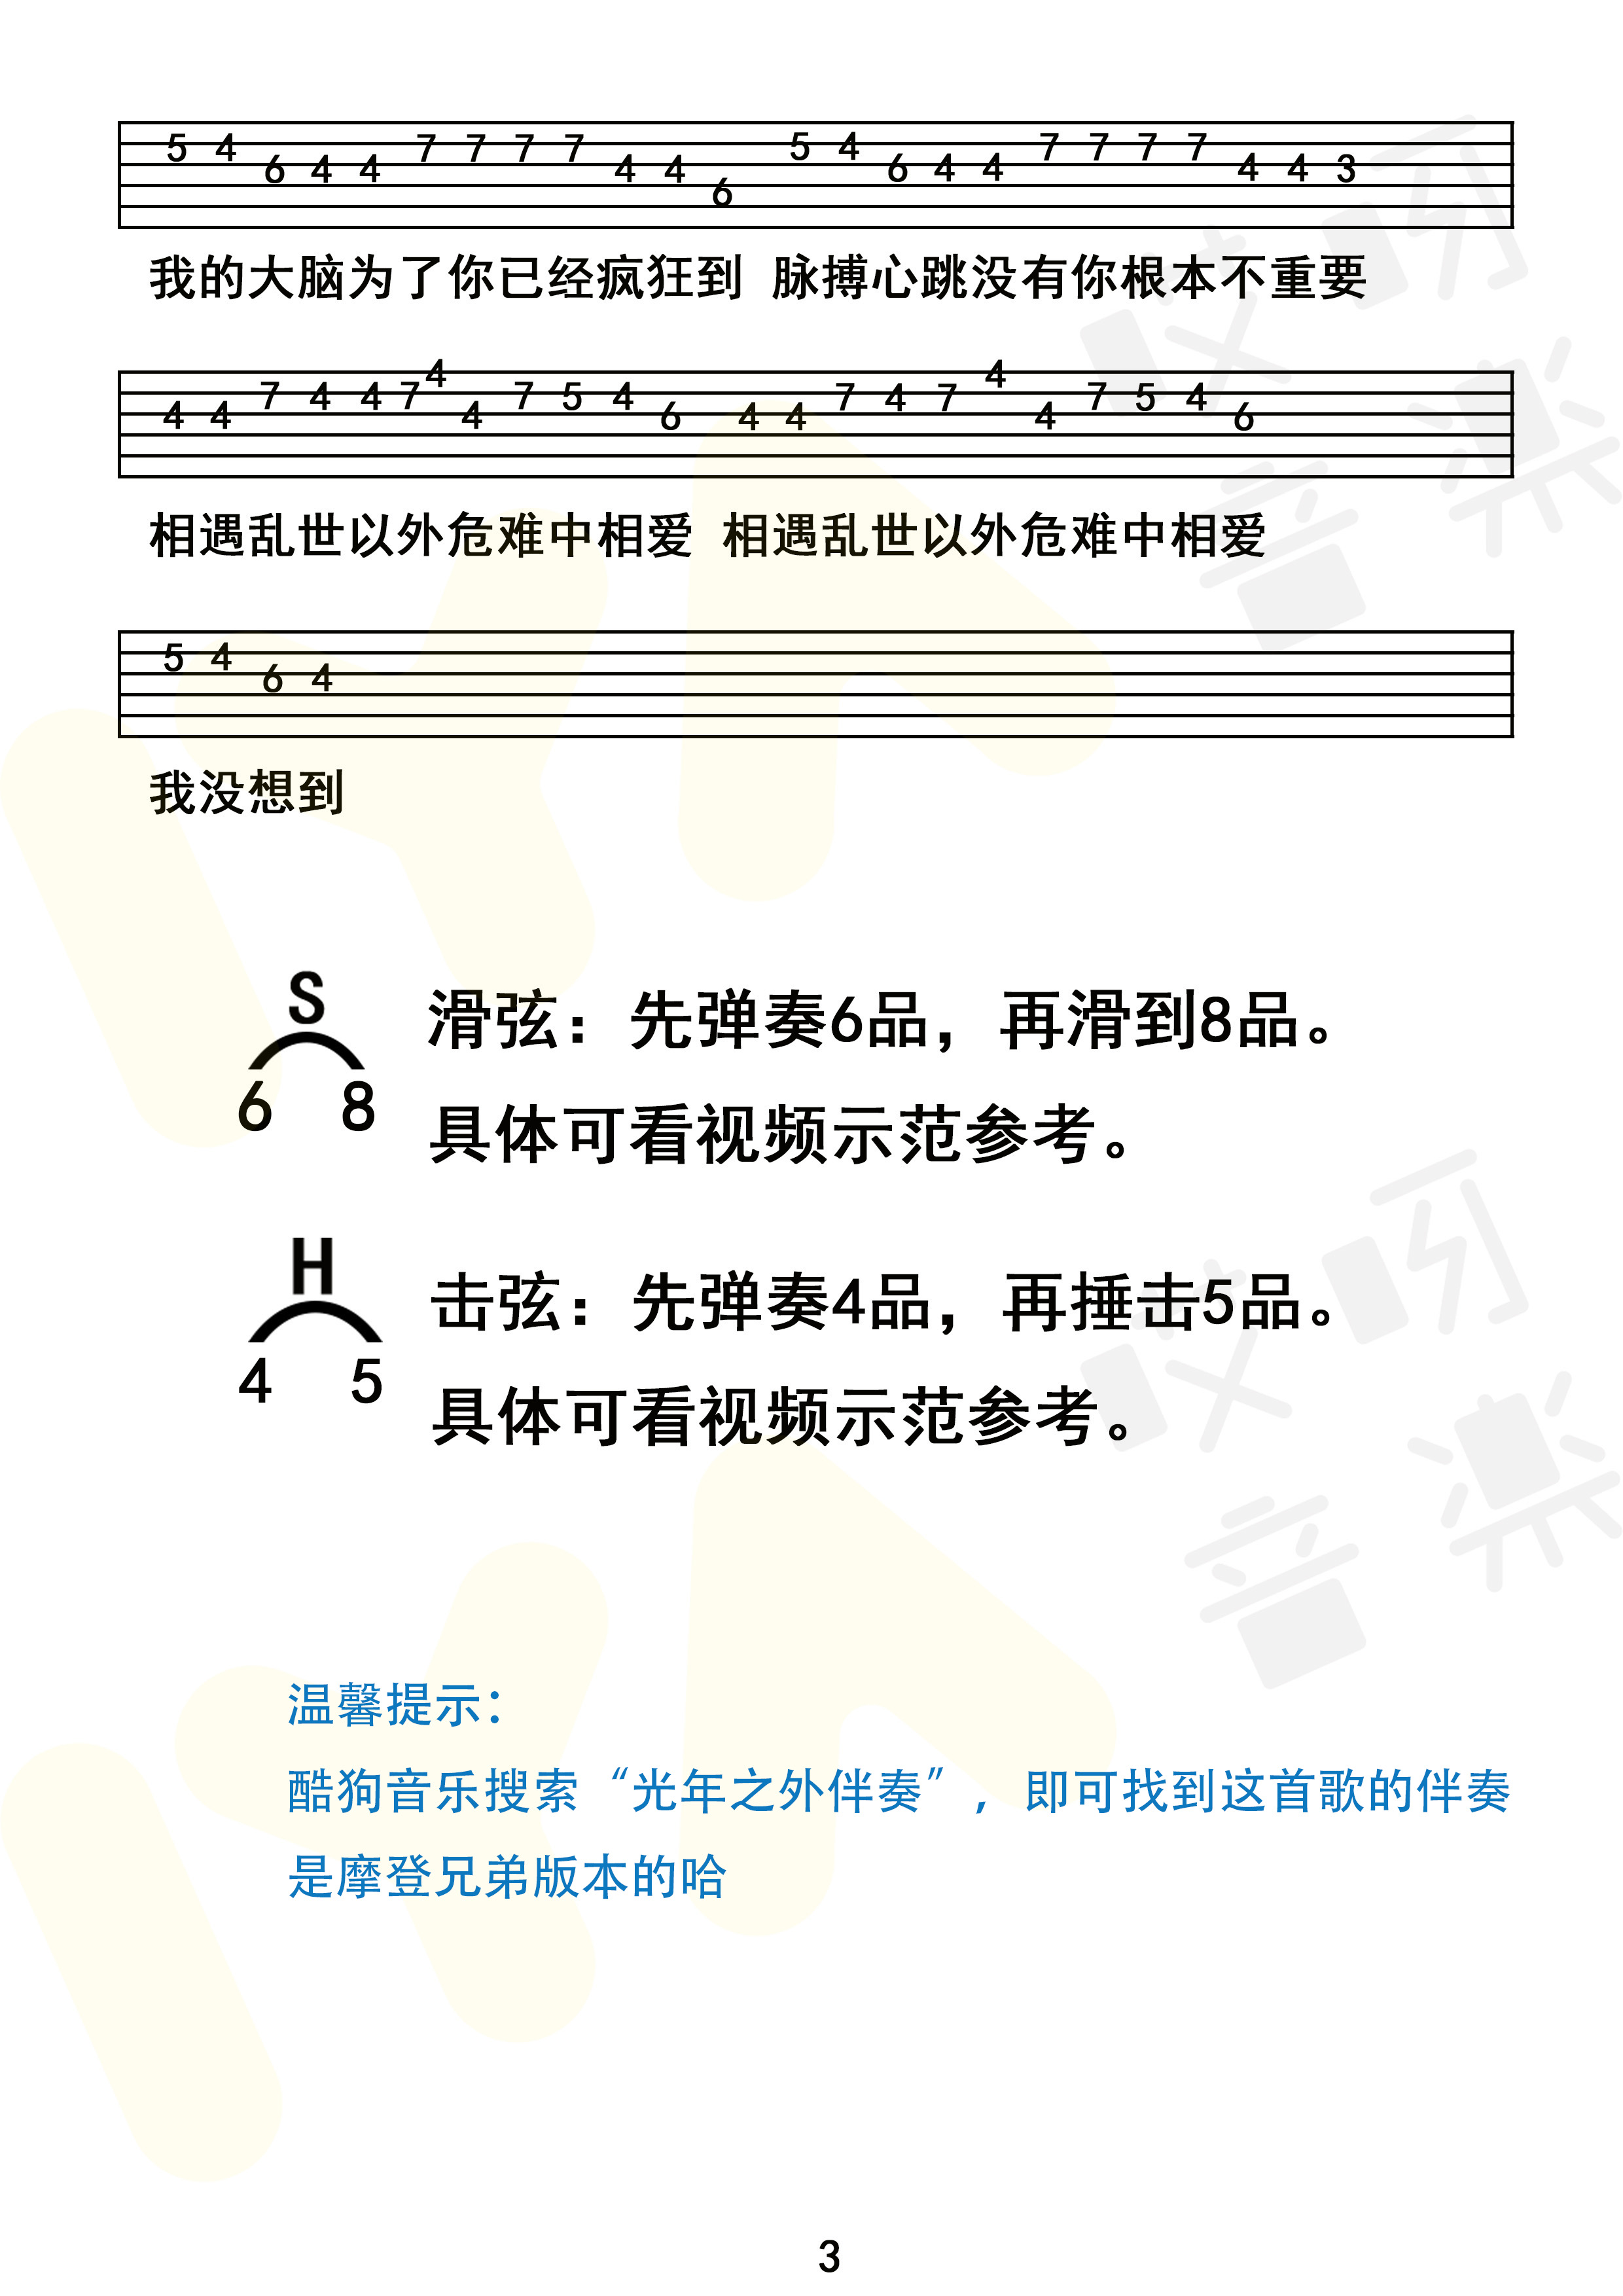 5 4 6 4 4 7 7 7 7 4 4 6 5 4 6 4 4 7 7 7 7 4 4 3
我的大脑为了你已经疯狂到 脉搏心跳没有你根本不重要
4 4 7 4 4 7 4 4 7 5 4 6 4 4 7 4 7 4 4 7 5 4 6
相遇乱世以外危难中相爱 相遇乱世以外危难中相爱
5 4 6 4
我没想到
S
6 8
滑弦：先弹奏6品，再滑到8品。
具体可看视频示范参考。
H
4 5
击弦：先弹奏4品，再捶击5品。
具体可看视频示范参考。
温馨提示：
酷狗音乐搜索“光年之外伴奏”，即可找到这首歌的伴奏
是摩登兄弟版本的哈
3